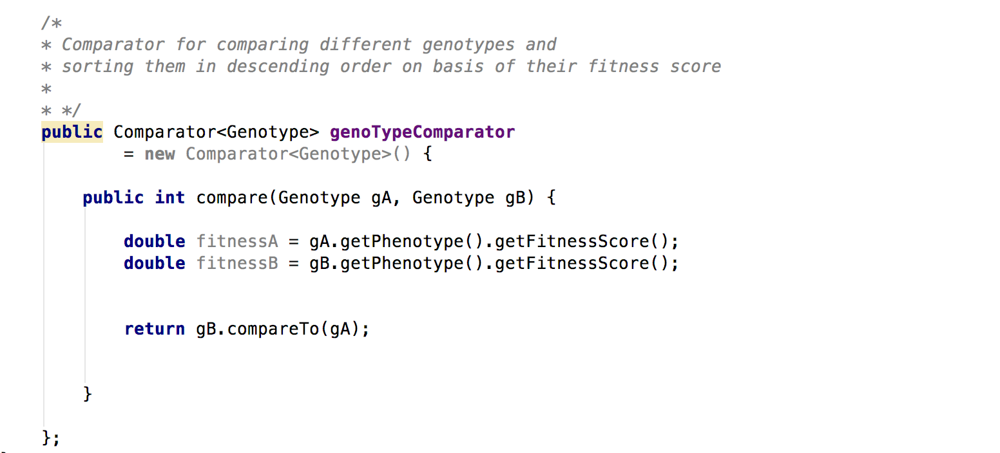 /*
* Comparator for comparing different genotypes and
* sorting them in descending order on basis of their fitness score
*
* */
public Comparator<Genotype> genoTypeComparator
= new Comparator<Genotype>() {
public int compare(Genotype gA, Genotype gB) {
double fitnessA = gA.getPhenotype().getFitnessScore();
double fitnessB = gB.getPhenotype().getFitnessScore();
return gB.compareTo(gA);
}
};